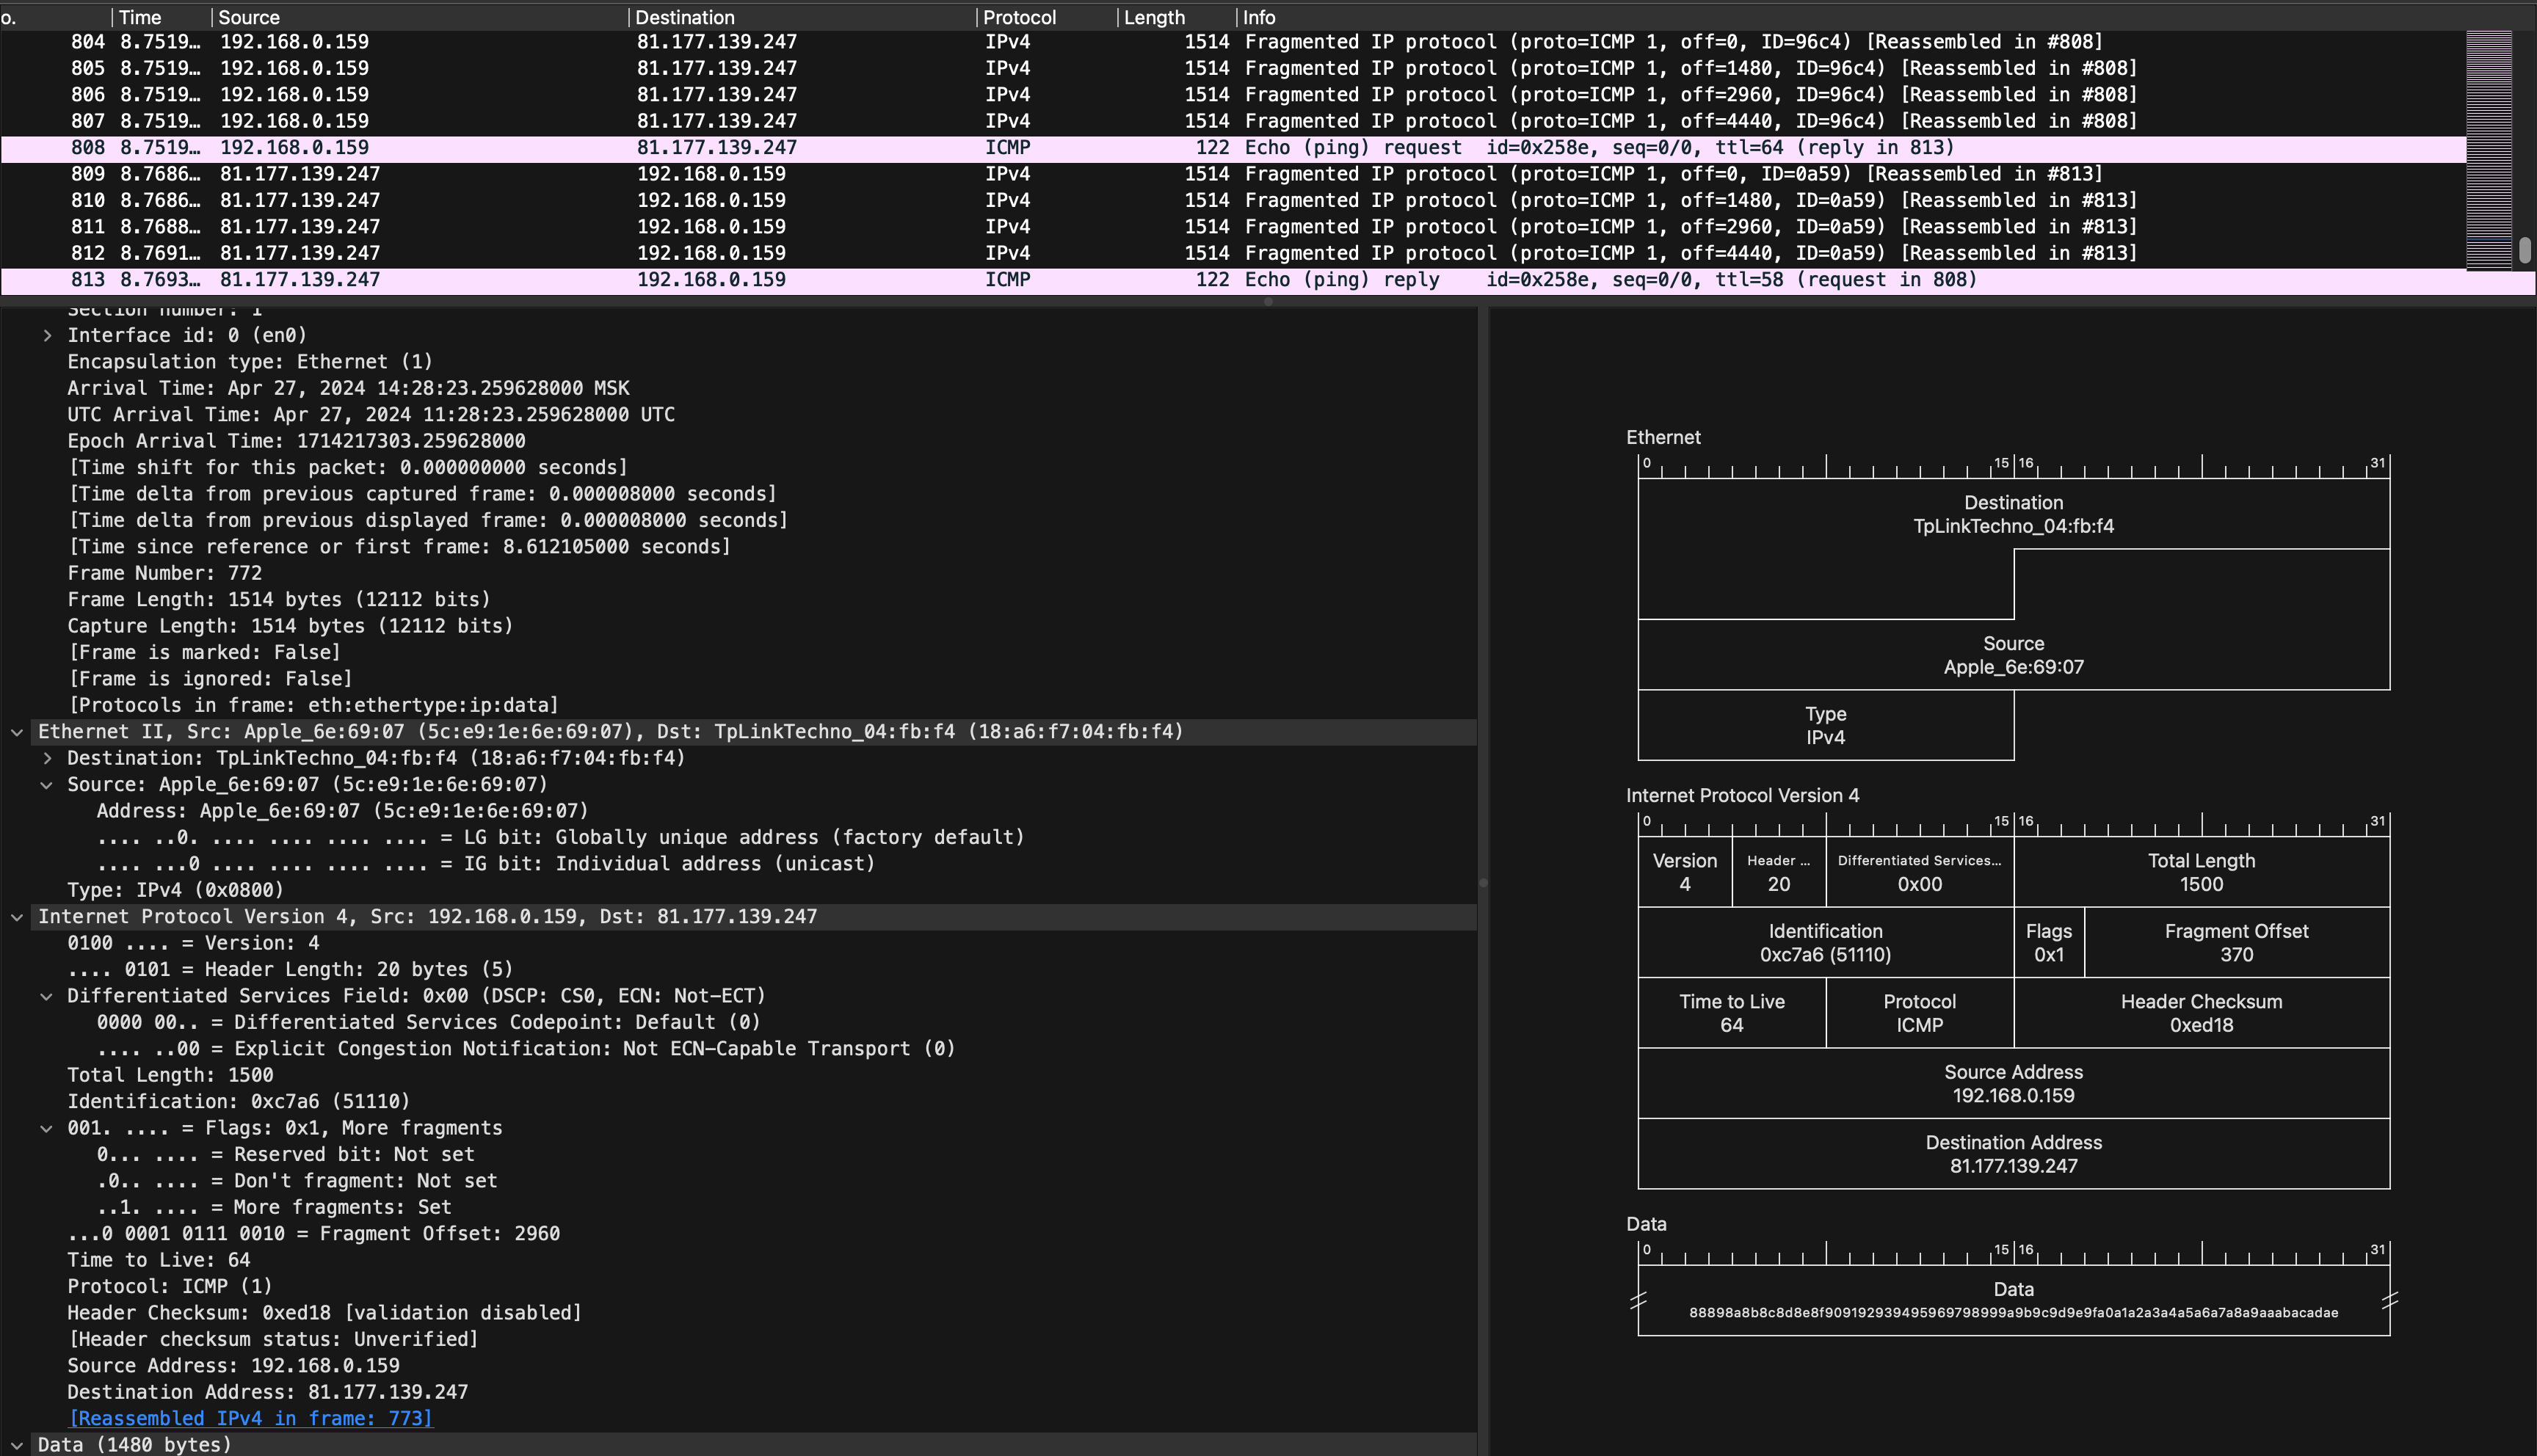 o. Time Source Destination Protocol Length Info
804 8.7519… 192.168.0.159 81.177.139.247 IPv4 1514 Fragmented IP protocol (proto=ICMP 1, off=0, ID=96c4) [Reassembled in #808]
805 8.7519… 192.168.0.159 81.177.139.247 IPv4 1514 Fragmented IP protocol (proto=ICMP 1, off=1480, ID=96c4) [Reassembled in #808]
806 8.7519… 192.168.0.159 81.177.139.247 IPv4 1514 Fragmented IP protocol (proto=ICMP 1, off=2960, ID=96c4) [Reassembled in #808]
807 8.7519… 192.168.0.159 81.177.139.247 IPv4 1514 Fragmented IP protocol (proto=ICMP 1, off=4440, ID=96c4) [Reassembled in #808]
808 8.7519… 192.168.0.159 81.177.139.247 ICMP 122 Echo (ping) request id=0x258e, seq=0/0, ttl=64 (reply in 813)
809 8.7686… 81.177.139.247 192.168.0.159 IPv4 1514 Fragmented IP protocol (proto=ICMP 1, off=0, ID=0a59) [Reassembled in #813]
810 8.7686… 81.177.139.247 192.168.0.159 IPv4 1514 Fragmented IP protocol (proto=ICMP 1, off=1480, ID=0a59) [Reassembled in #813]
811 8.7688… 81.177.139.247 192.168.0.159 IPv4 1514 Fragmented IP protocol (proto=ICMP 1, off=2960, ID=0a59) [Reassembled in #813]
812 8.7691… 81.177.139.247 192.168.0.159 IPv4 1514 Fragmented IP protocol (proto=ICMP 1, off=4440, ID=0a59) [Reassembled in #813]
813 8.7693… 81.177.139.247 192.168.0.159 ICMP 122 Echo (ping) reply id=0x258e, seq=0/0, ttl=58 (request in 808)
Section number: 1
Interface id: 0 (en0)
Encapsulation type: Ethernet (1)
Arrival Time: Apr 27, 2024 14:28:23.259628000 MSK
UTC Arrival Time: Apr 27, 2024 11:28:23.259628000 UTC
Epoch Arrival Time: 1714217303.259628000
[Time shift for this packet: 0.000000000 seconds]
[Time delta from previous captured frame: 0.000008000 seconds]
[Time delta from previous displayed frame: 0.000008000 seconds]
[Time since reference or first frame: 8.612105000 seconds]
Frame Number: 772
Frame Length: 1514 bytes (12112 bits)
Capture Length: 1514 bytes (12112 bits)
[Frame is marked: False]
[Frame is ignored: False]
[Protocols in frame: eth:ethertype:ip:data]
Ethernet II, Src: Apple_6e:69:07 (5c:e9:1e:6e:69:07), Dst: TpLinkTechno_04:fb:f4 (18:a6:f7:04:fb:f4)
Destination: TpLinkTechno_04:fb:f4 (18:a6:f7:04:fb:f4)
Source: Apple_6e:69:07 (5c:e9:1e:6e:69:07)
Address: Apple_6e:69:07 (5c:e9:1e:6e:69:07)
.... ..0. .... .... .... .... = LG bit: Globally unique address (factory default)
.... ...0 .... .... .... .... = IG bit: Individual address (unicast)
Type: IPv4 (0x0800)
Internet Protocol Version 4, Src: 192.168.0.159, Dst: 81.177.139.247
0100 .... = Version: 4
.... 0101 = Header Length: 20 bytes (5)
Differentiated Services Field: 0x00 (DSCP: CS0, ECN: Not-ECT)
0000 00.. = Differentiated Services Codepoint: Default (0)
.... ..00 = Explicit Congestion Notification: Not ECN-Capable Transport (0)
Total Length: 1500
Identification: 0xc7a6 (51110)
001. .... = Flags: 0x1, More fragments
0... .... = Reserved bit: Not set
.0.. .... = Don't fragment: Not set
..1. .... = More fragments: Set
...0 0001 0111 0010 = Fragment Offset: 2960
Time to Live: 64
Protocol: ICMP (1)
Header Checksum: 0xed18 [validation disabled]
[Header checksum status: Unverified]
Source Address: 192.168.0.159
Destination Address: 81.177.139.247
[Reassembled IPv4 in frame: 773]
Data (1480 bytes)
Ethernet
0 15 16 31
Destination
TpLinkTechno_04:fb:f4
Source
Apple_6e:69:07
Type
IPv4
Internet Protocol Version 4
0 15 16 31
Version Header ... Differentiated Services... Total Length
4 20 0x00 1500
Identification Flags Fragment Offset
0xc7a6 (51110) 0x1 370
Time to Live Protocol Header Checksum
64 ICMP 0xed18
Source Address
192.168.0.159
Destination Address
81.177.139.247
Data
0 15 16 31
Data
88898a8b8c8d8e8f909192939495969798999a9b9c9d9e9fa0a1a2a3a4a5a6a7a8a9aaabacadae